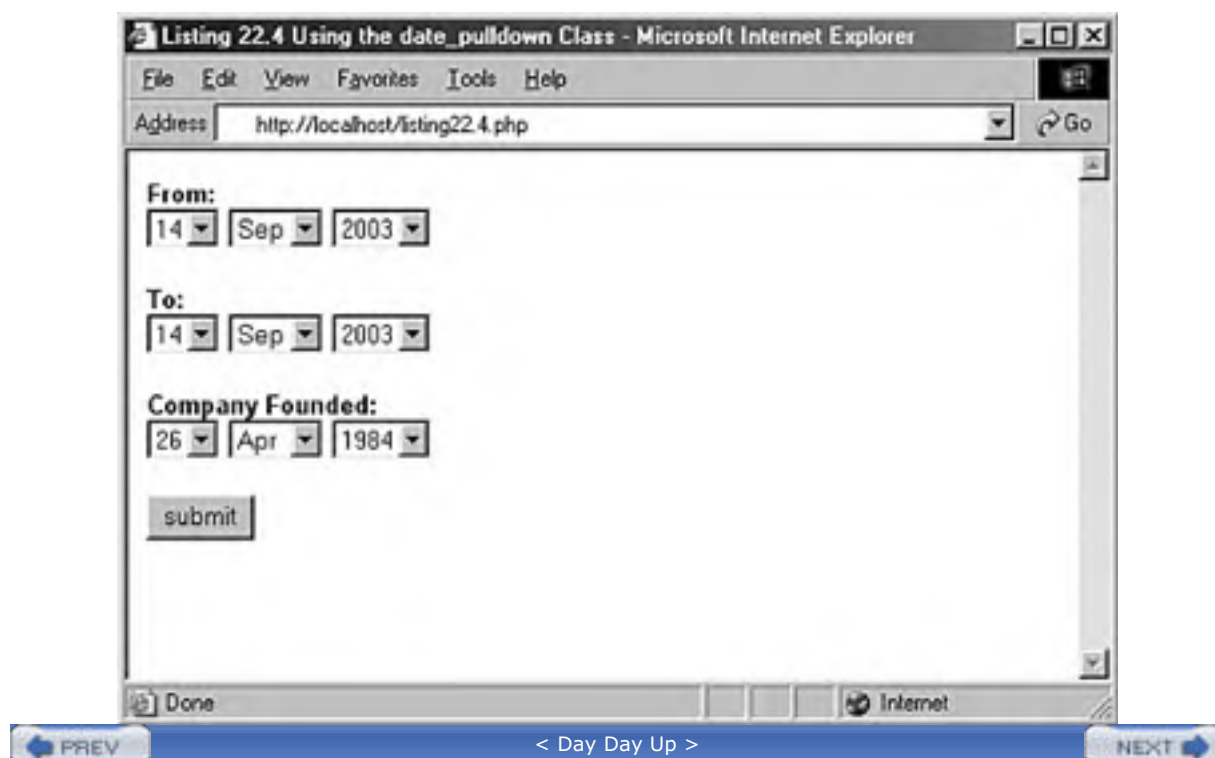 Listing 22.4 Using the date_pulldown Class - Microsoft Internet Explorer
File Edit View Favorites Tools Help
Address http://localhost/listing22.4.php Go
From:
14 Sep 2003
To:
14 Sep 2003
Company Founded:
26 Apr 1984
submit
Done Internet
PREV < Day Day Up > NEXT